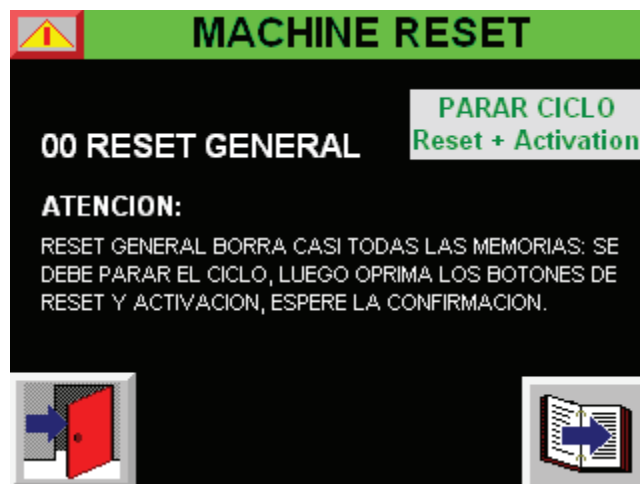 MACHINE RESET
PARAR CICLO
Reset + Activation
00 RESET GENERAL
ATENCION:
RESET GENERAL BORRA CASI TODAS LAS MEMORIAS: SE
DEBE PARAR EL CICLO, LUEGO OPRIMA LOS BOTONES DE
RESET Y ACTIVACION, ESPERE LA CONFIRMACION.